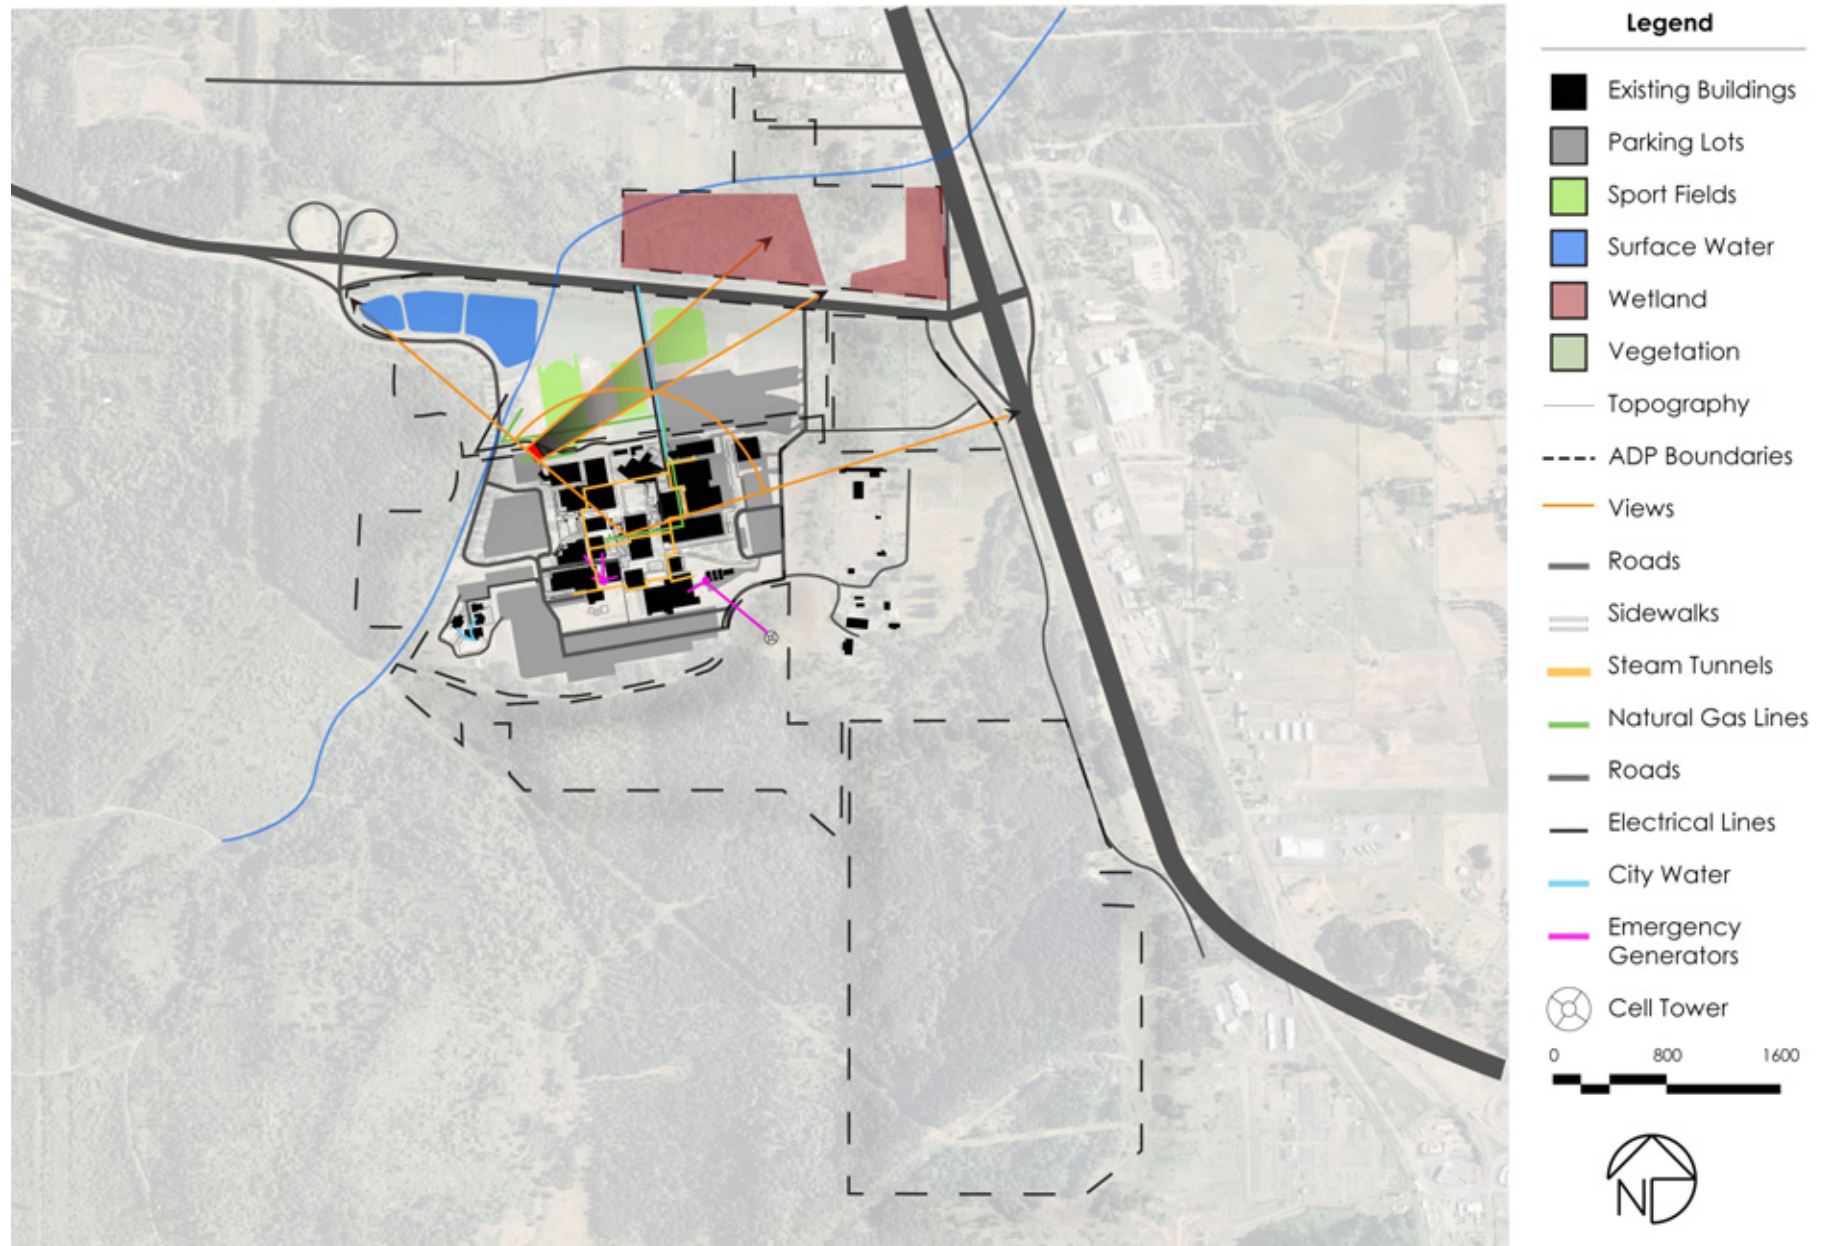 Legend
Existing Buildings
Parking Lots
Sport Fields
Surface Water
Wetland
Vegetation
Topography
ADP Boundaries
Views
Roads
Sidewalks
Steam Tunnels
Natural Gas Lines
Roads
Electrical Lines
City Water
Emergency
Generators
Cell Tower
0 800 1600
N